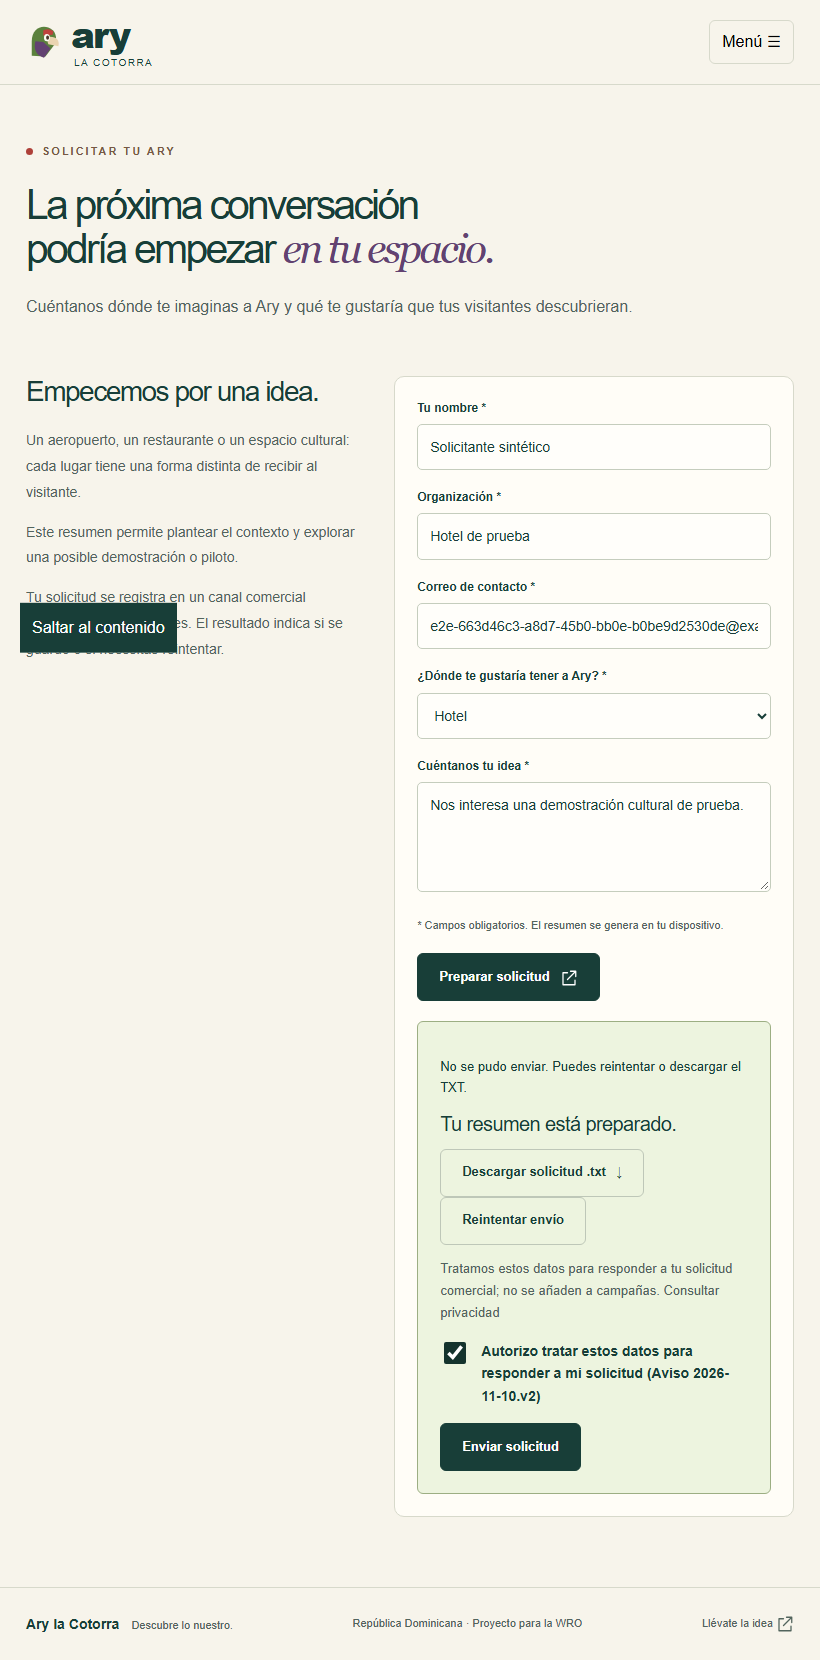 ary
LA COTORRA
Menú ☰
SOLICITAR TU ARY
La próxima conversación
podría empezar en tu espacio.
Cuéntanos dónde te imaginas a Ary y qué te gustaría que tus visitantes descubrieran.
Empecemos por una idea.
Un aeropuerto, un restaurante o un espacio cultural:
cada lugar tiene una forma distinta de recibir al
visitante.
Este resumen permite plantear el contexto y explorar
una posible demostración o piloto.
Tu solicitud se registra en un canal comercial
Saltar al contenido
es. El resultado indica si se
intentar.
Tu nombre *
Solicitante sintético
Organización *
Hotel de prueba
Correo de contacto *
e2e-663d46c3-a8d7-45b0-bb0e-b0be9d2530de@exa
¿Dónde te gustaría tener a Ary? *
Hotel
Cuéntanos tu idea *
Nos interesa una demostración cultural de prueba.
* Campos obligatorios. El resumen se genera en tu dispositivo.
Preparar solicitud
No se pudo enviar. Puedes reintentar o descargar el
TXT.
Tu resumen está preparado.
Descargar solicitud .txt ↓
Reintentar envío
Tratamos estos datos para responder a tu solicitud
comercial; no se añaden a campañas. Consultar
privacidad
Autorizo tratar estos datos para
responder a mi solicitud (Aviso 2026-
11-10.v2)
Enviar solicitud
Ary la Cotorra Descubre lo nuestro.
República Dominicana · Proyecto para la WRO
Llévate la idea